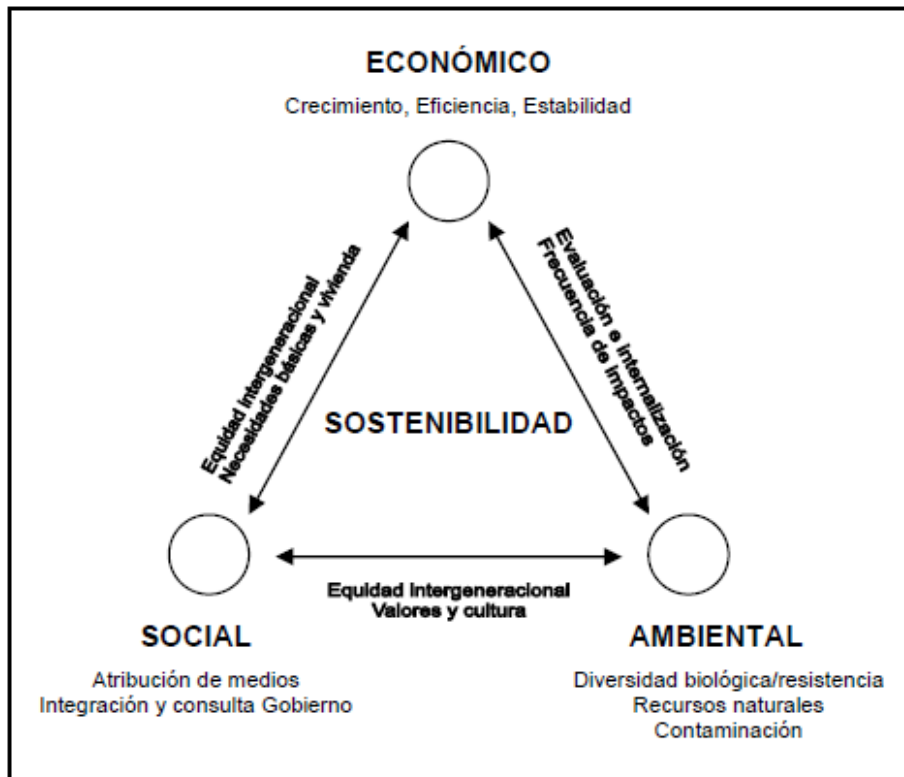 ECONÓMICO
Crecimiento, Eficiencia, Estabilidad
Equidad intergeneracional
Necesidades básicas y vivienda
Evaluación e internalización
Frecuencia de impactos
SOSTENIBILIDAD
Equidad intergeneracional
Valores y cultura
SOCIAL
Atribución de medios
Integración y consulta Gobierno
AMBIENTAL
Diversidad biológica/resistencia
Recursos naturales
Contaminación